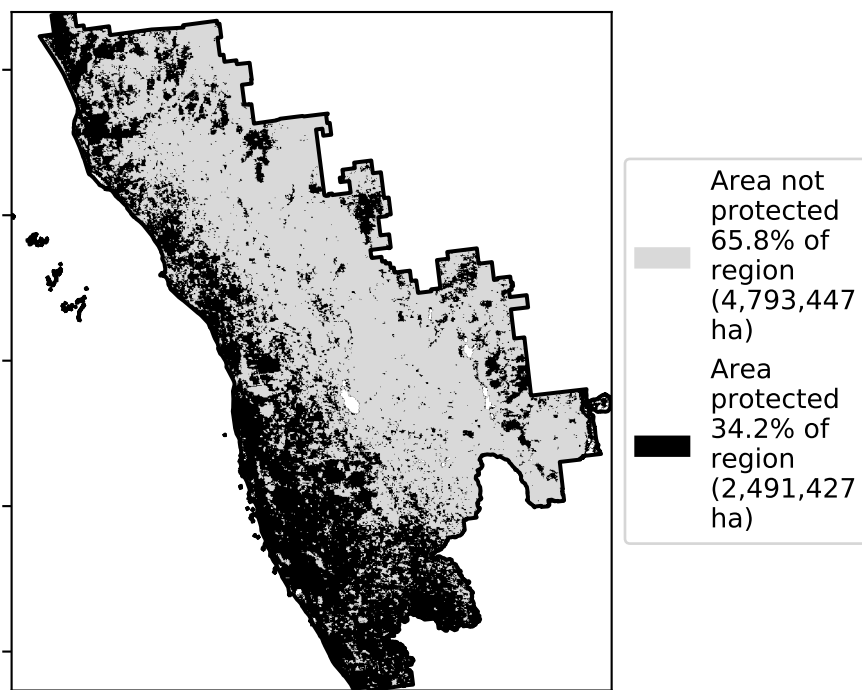 Area not
protected
65.8% of
region
(4,793,447
ha)
Area
protected
34.2% of
region
(2,491,427
ha)